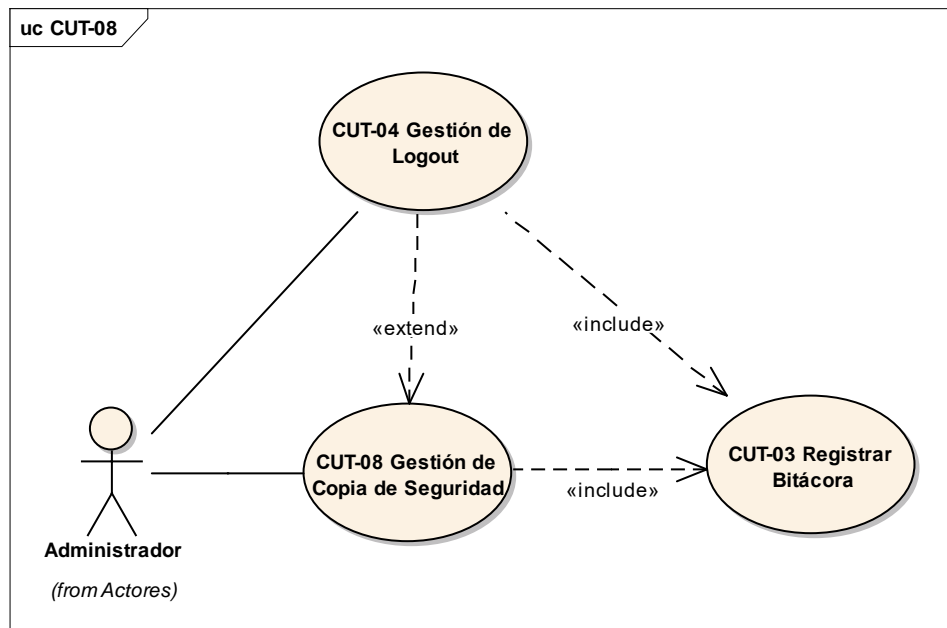 uc CUT-08
CUT-04 Gestión de
Logout
«extend»
«include»
CUT-08 Gestión de
Copia de Seguridad
«include»
CUT-03 Registrar
Bitácora
Administrador
(from Actores)